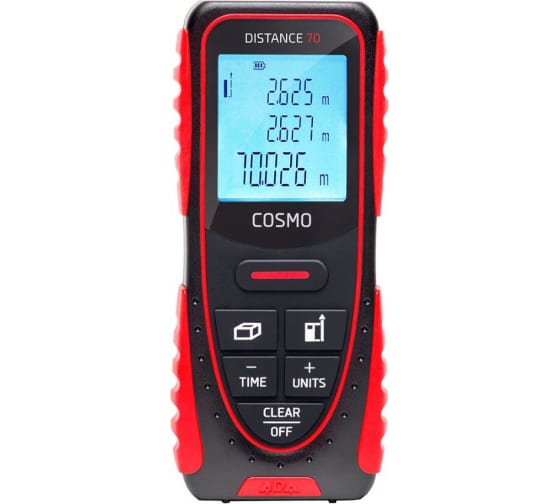 DISTANCE 70
2.625 m
2.627 m
70.026 m
COSMO
− +
TIME UNITS
CLEAR
OFF
ADA